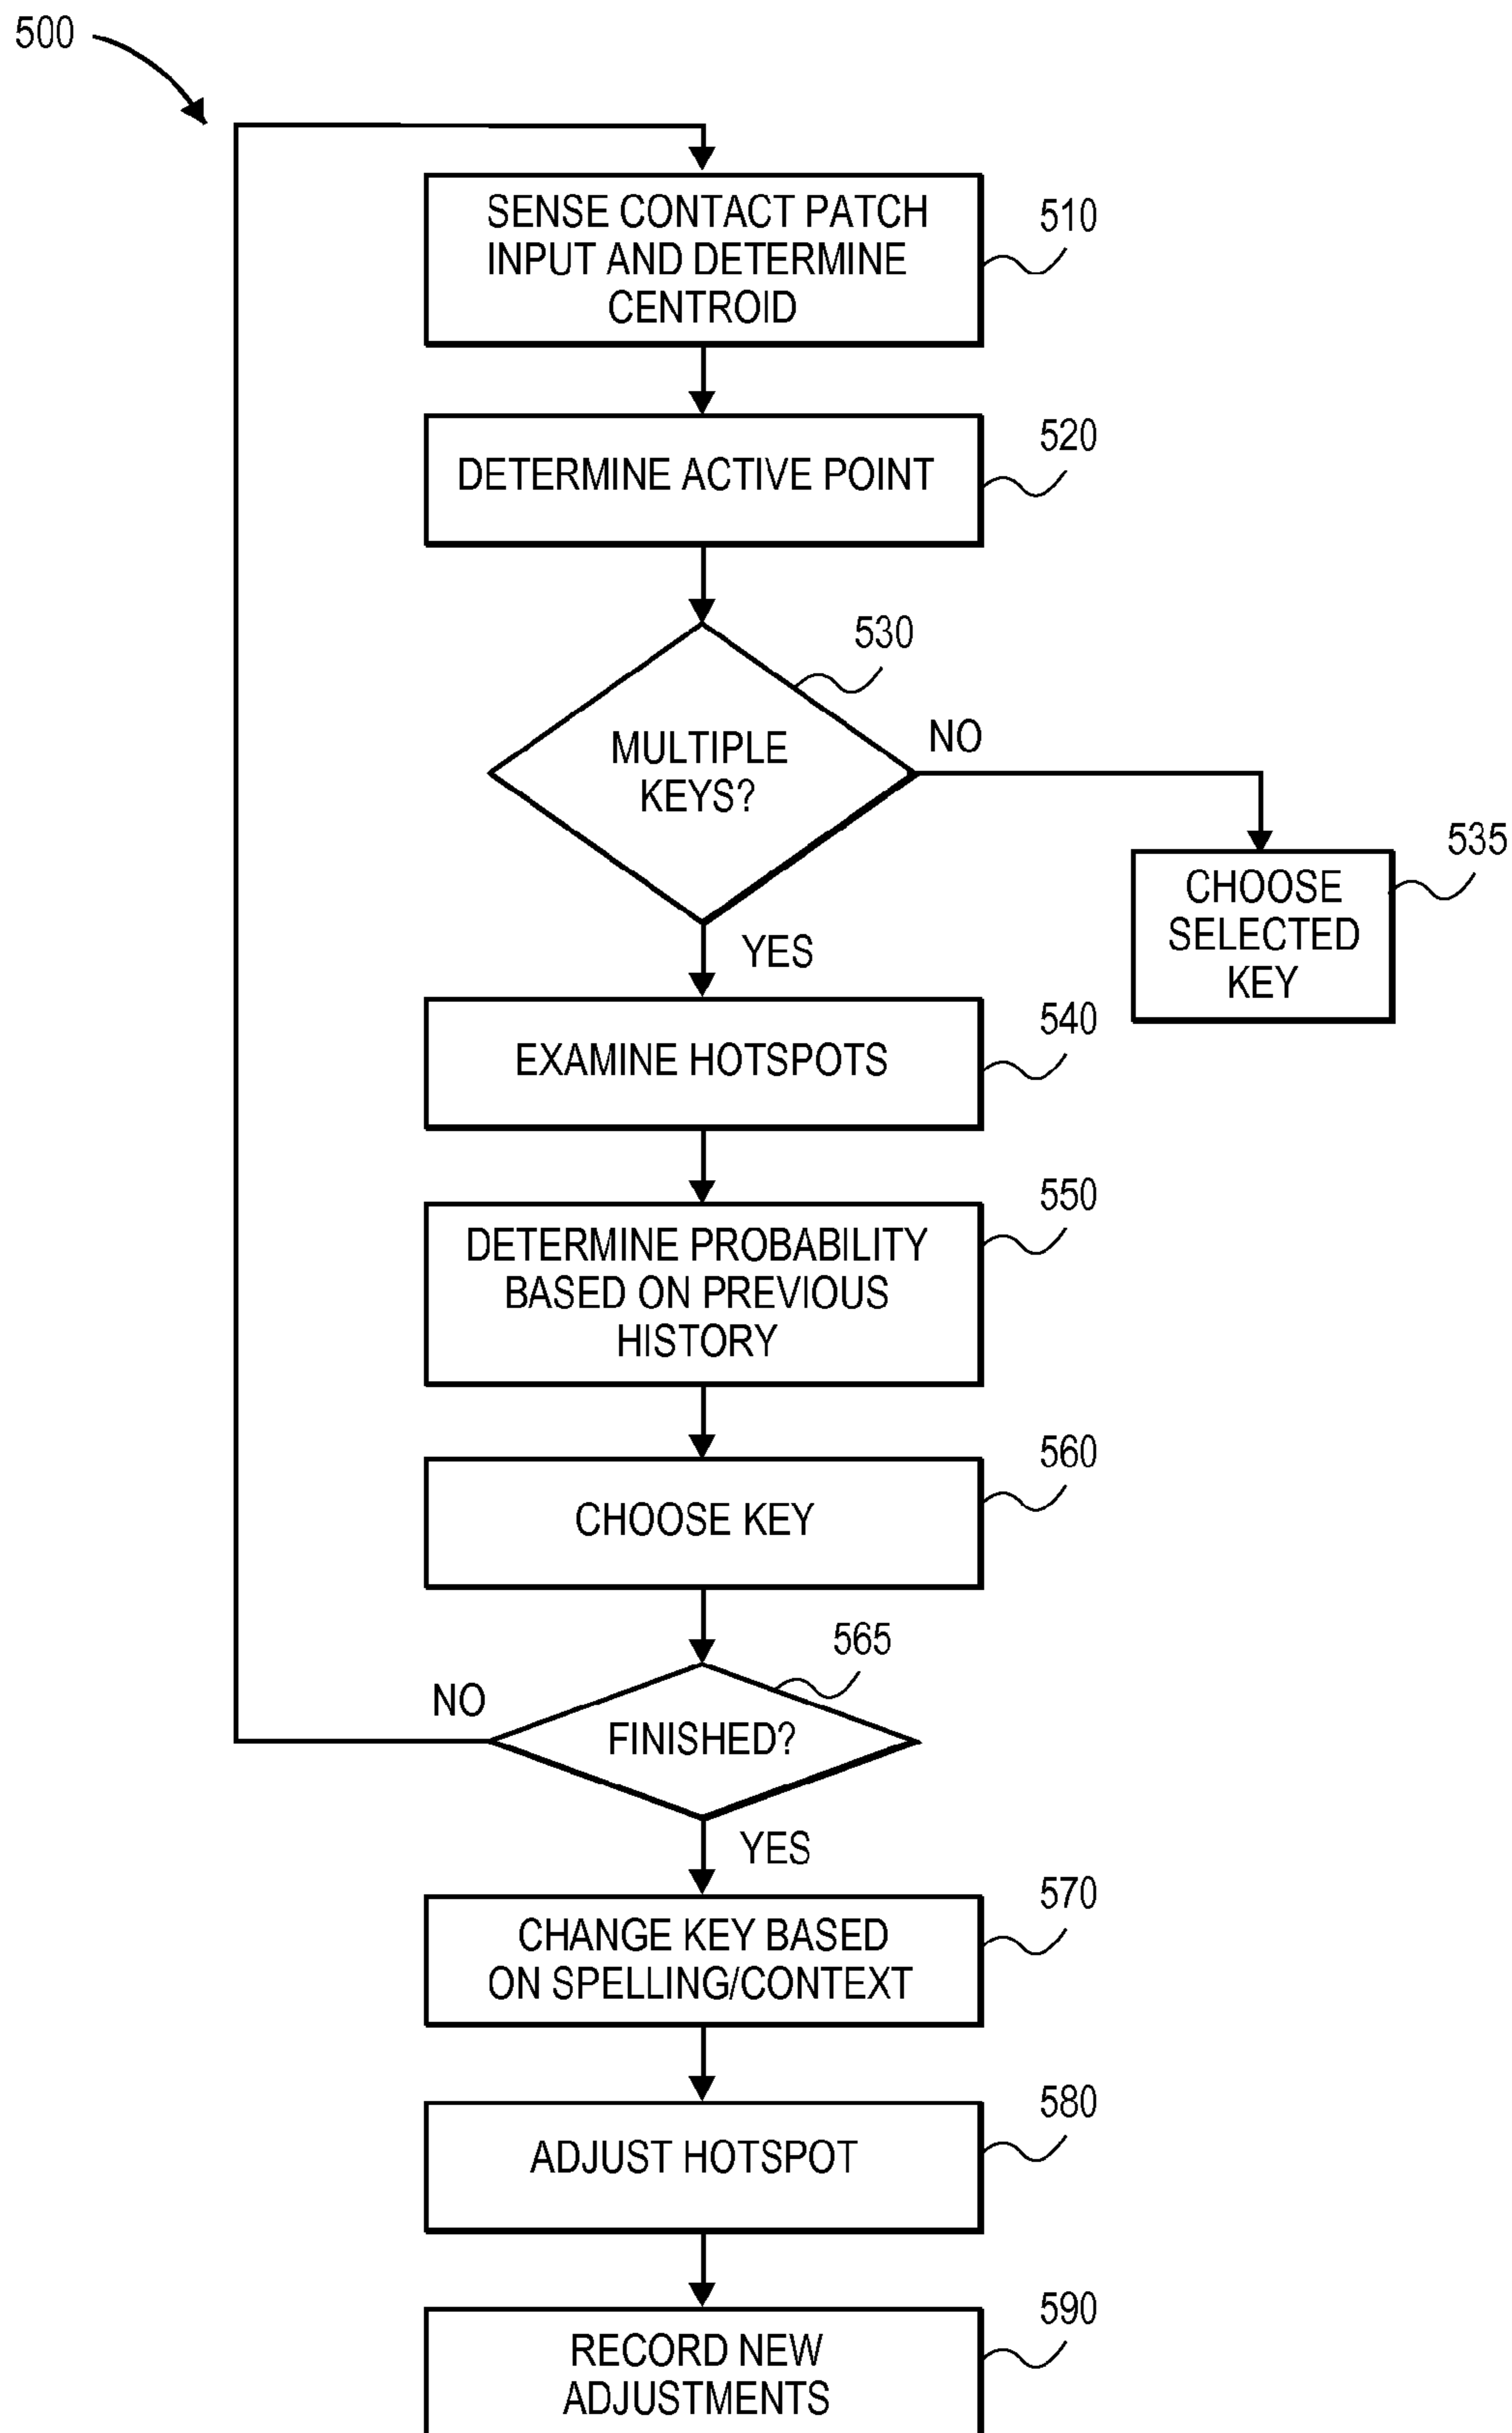 500
SENSE CONTACT PATCH
INPUT AND DETERMINE
CENTROID
510
DETERMINE ACTIVE POINT
520
530
MULTIPLE
KEYS?
NO
CHOOSE
SELECTED
KEY
535
YES
EXAMINE HOTSPOTS
540
DETERMINE PROBABILITY
BASED ON PREVIOUS
HISTORY
550
CHOOSE KEY
560
565
FINISHED?
NO
YES
CHANGE KEY BASED
ON SPELLING/CONTEXT
570
ADJUST HOTSPOT
580
RECORD NEW
ADJUSTMENTS
590